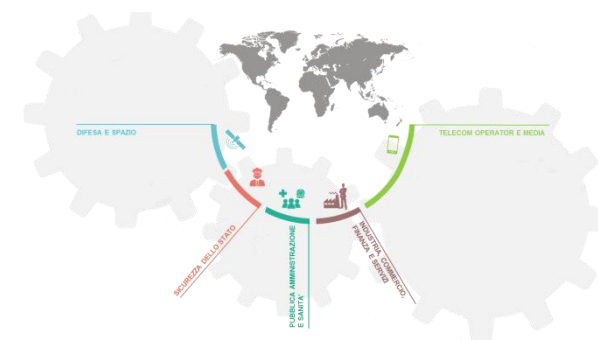 DIFESA E SPAZIO
SICUREZZA DELLO STATO
PUBBLICA AMMINISTRAZIONE
E SANITA'
INDUSTRIA, COMMERCIO,
FINANZA E SERVIZI
TELECOM OPERATOR E MEDIA